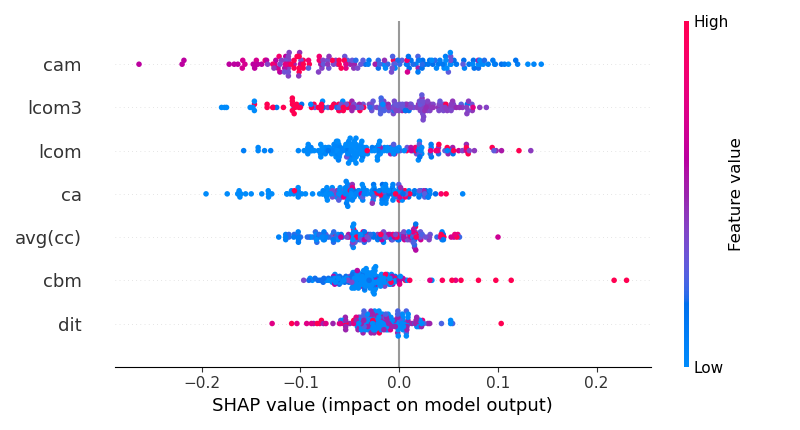 High
cam
lcom3
lcom
ca
avg(cc)
cbm
dit
Low
Feature value
−0.2
−0.1
0.0
0.1
0.2
SHAP value (impact on model output)